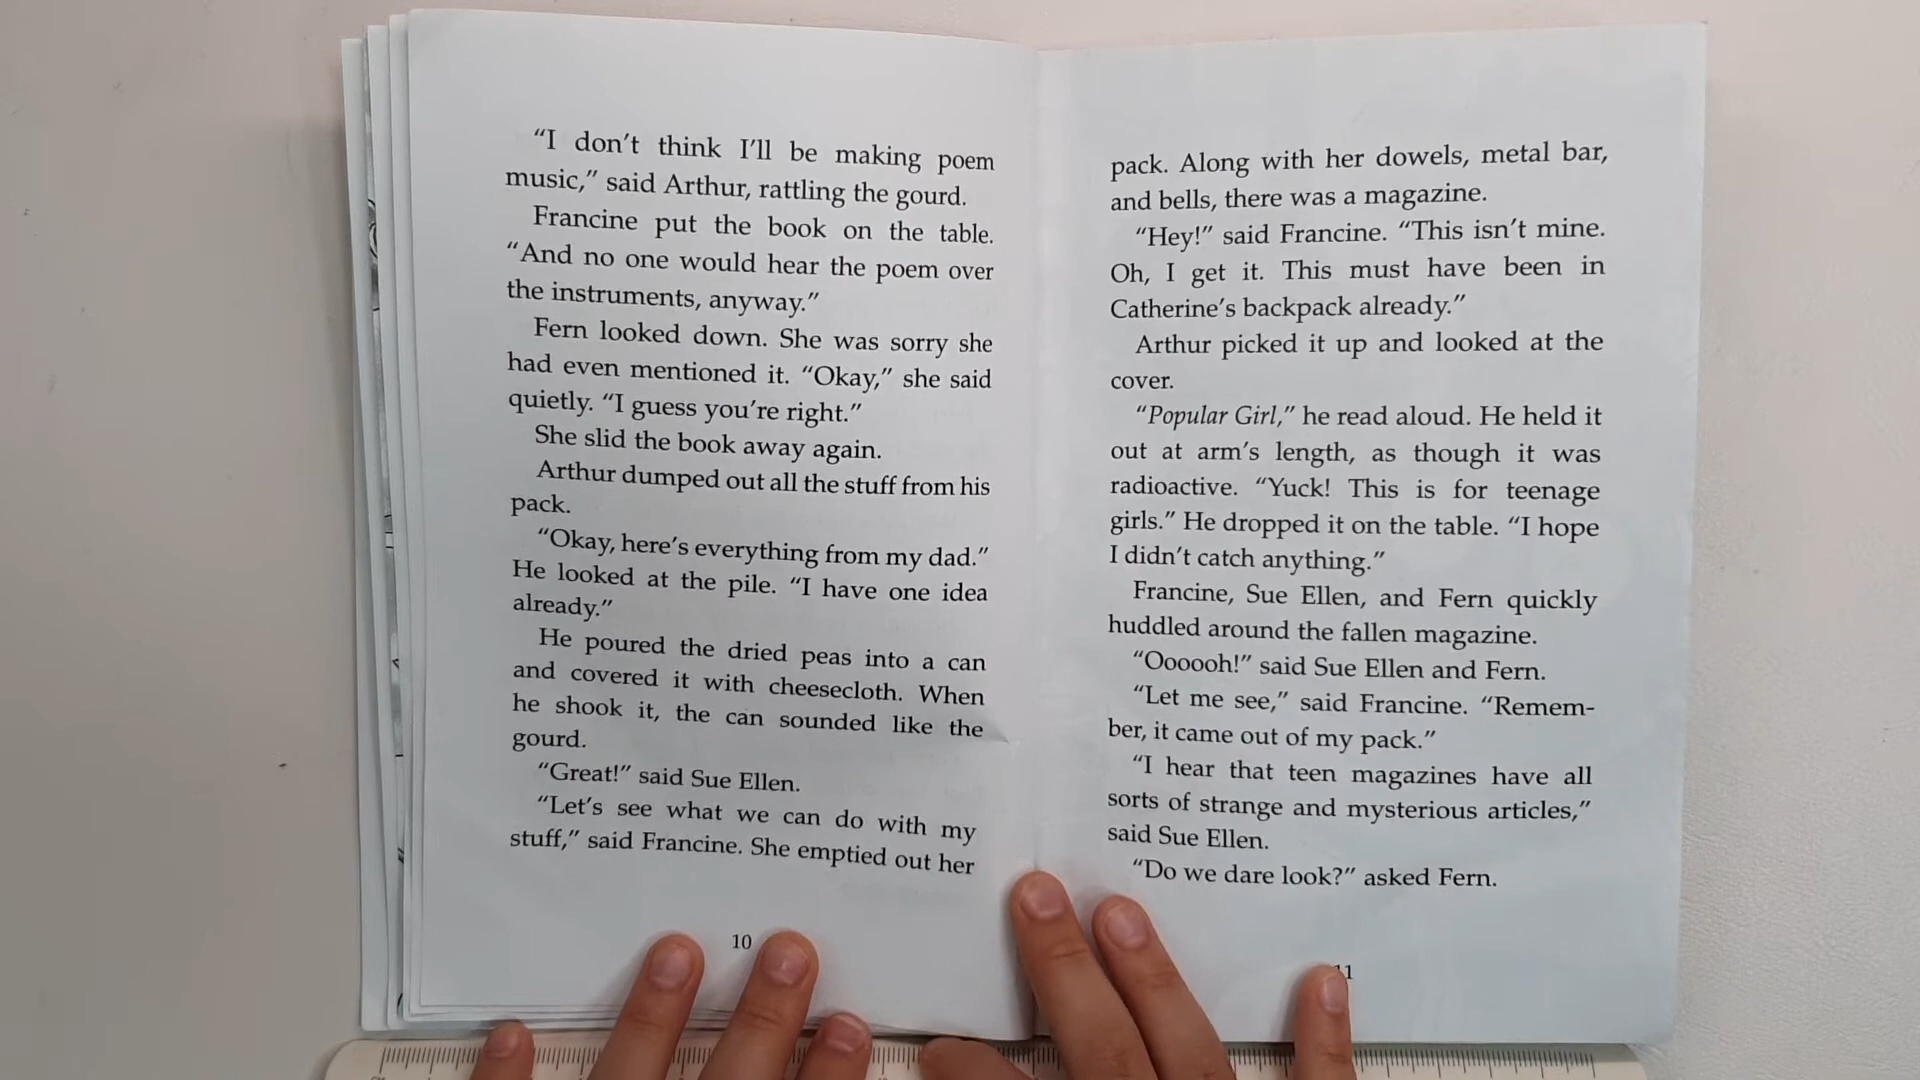 “I don’t think I’ll be making poem
music,” said Arthur, rattling the gourd.
Francine put the book on the table.
“And no one would hear the poem over
the instruments, anyway.”
Fern looked down. She was sorry she
had even mentioned it. “Okay,” she said
quietly. “I guess you’re right.”
She slid the book away again.
Arthur dumped out all the stuff from his
pack.
“Okay, here’s everything from my dad.”
He looked at the pile. “I have one idea
already.”
He poured the dried peas into a can
and covered it with cheesecloth. When
he shook it, the can sounded like the
gourd.
“Great!” said Sue Ellen.
“Let’s see what we can do with my
stuff,” said Francine. She emptied out her
10
pack. Along with her dowels, metal bar,
and bells, there was a magazine.
“Hey!” said Francine. “This isn’t mine.
Oh, I get it. This must have been in
Catherine’s backpack already.”
Arthur picked it up and looked at the
cover.
“Popular Girl,” he read aloud. He held it
out at arm’s length, as though it was
radioactive. “Yuck! This is for teenage
girls.” He dropped it on the table. “I hope
I didn’t catch anything.”
Francine, Sue Ellen, and Fern quickly
huddled around the fallen magazine.
“Oooooh!” said Sue Ellen and Fern.
“Let me see,” said Francine. “Remem-
ber, it came out of my pack.”
“I hear that teen magazines have all
sorts of strange and mysterious articles,”
said Sue Ellen.
“Do we dare look?” asked Fern.
11